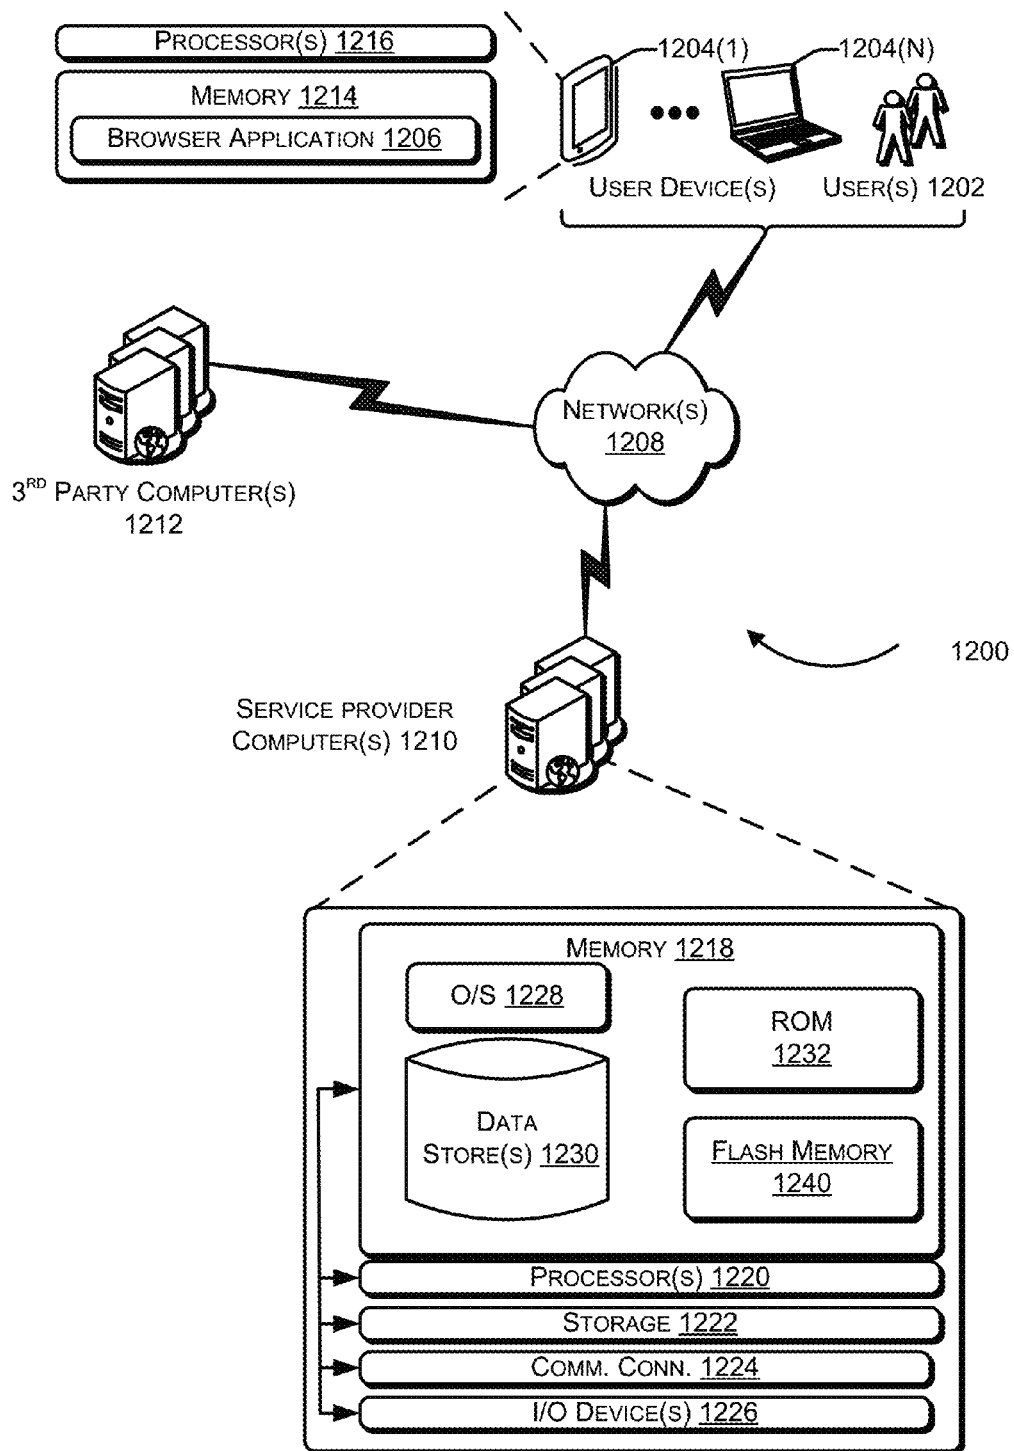 PROCESSOR(S) 1216
MEMORY 1214
BROWSER APPLICATION 1206
1204(1)
1204(N)
USER DEVICE(S)
USER(S) 1202
NETWORK(S)
1208
3RD PARTY COMPUTER(S)
1212
1200
SERVICE PROVIDER
COMPUTER(S) 1210
MEMORY 1218
O/S 1228
ROM
1232
DATA
STORE(S) 1230
FLASH MEMORY
1240
PROCESSOR(S) 1220
STORAGE 1222
COMM. CONN. 1224
I/O DEVICE(S) 1226